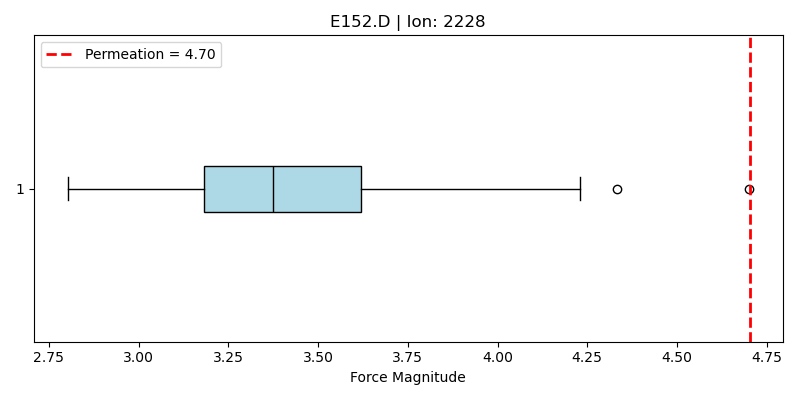 E152.D | Ion: 2228
Permeation = 4.70
1
2.75 3.00 3.25 3.50 3.75 4.00 4.25 4.50 4.75
Force Magnitude